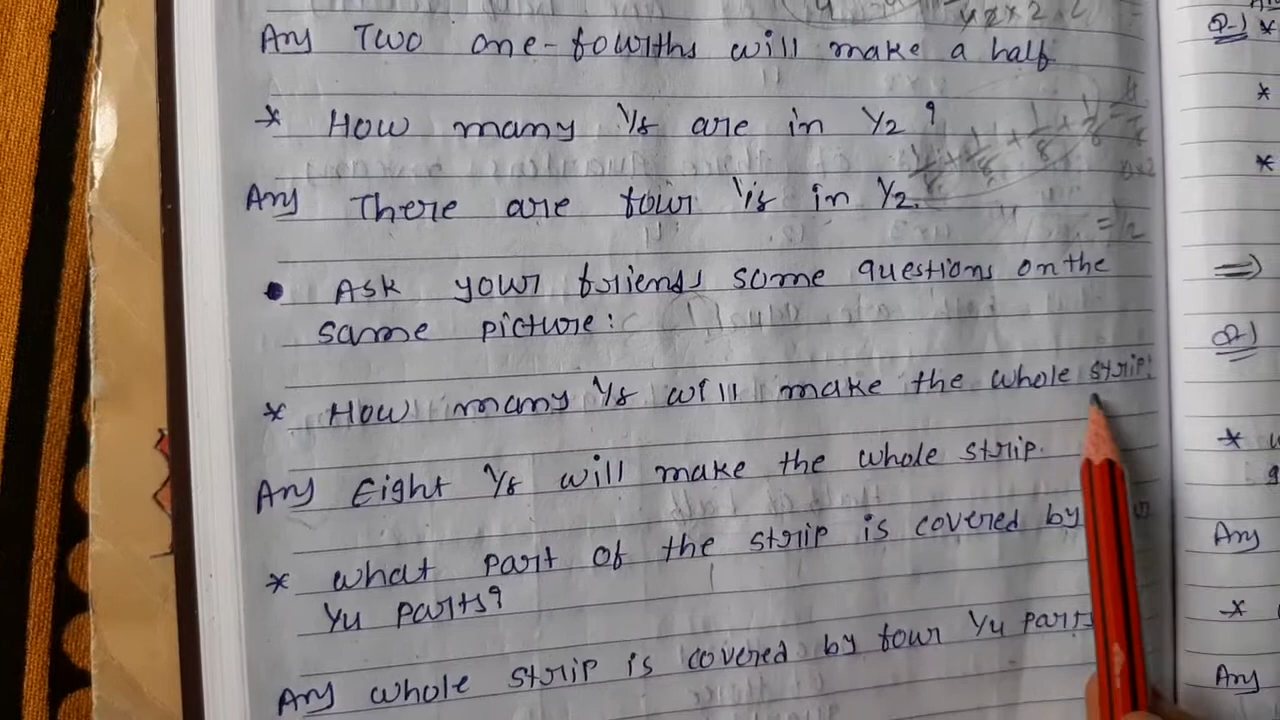 Ans Two one-fourths will make a half
* How many 1/8 are in 1/2 ?
Ans There are four 1/8 in 1/2.
• Ask your friends some questions on the
same picture:
* How many 1/8 will make the whole strip?
Ans Eight 1/8 will make the whole strip.
* What part of the strip is covered by
1/4 parts?
Ans whole strip is covered by four 1/4 parts
Q-) *
*
*
=>
Q-)
*
Ans
*
Ans